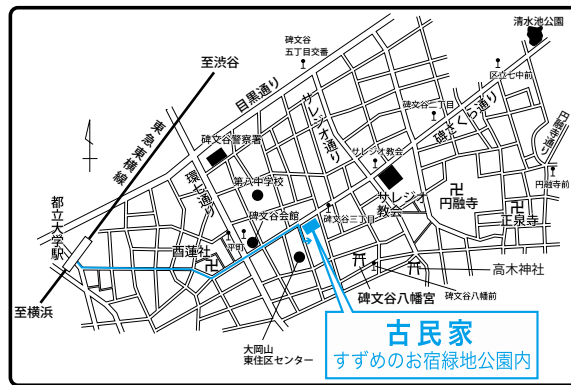 清水池公園
碑文谷
五丁目交番
至渋谷
目黒通り
区立七中前
東急東横線
サレジオ通り
碑文谷二丁目
碑さくら通り
円融寺通り
碑文谷警察署
サレジオ教会
環七通り
第八中学校
サレジオ
教会
円融寺
円融寺前
都立大学駅
碑文谷会館
碑文谷三丁目
正泉寺
平町
酉蓮社
高木神社
至横浜
碑文谷八幡宮
碑文谷八幡前
大岡山
東住区センター
古民家
すずめのお宿緑地公園内